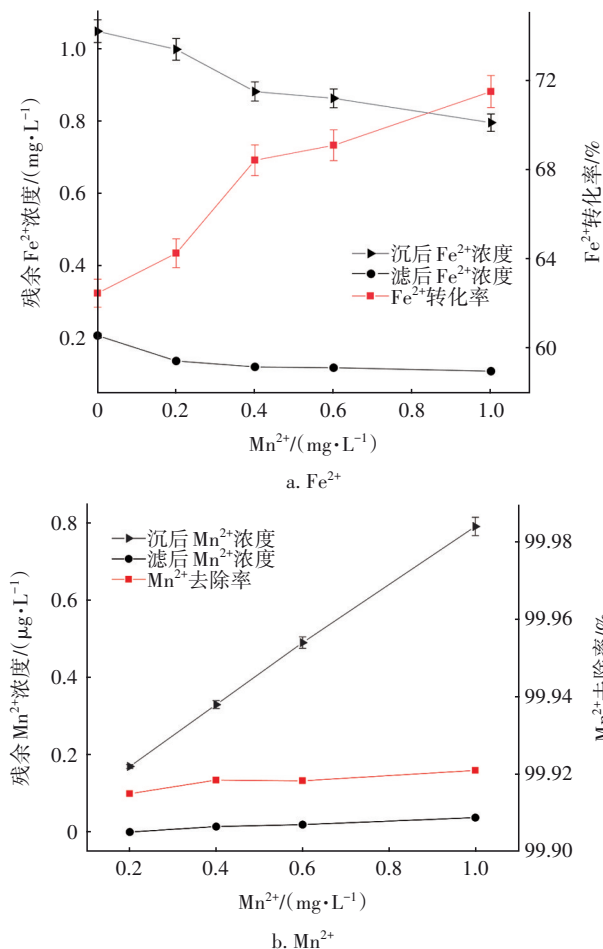 1.0
0.8
0.6
0.4
0.2
残余 Fe²⁺浓度/(mg·L⁻¹)
72
68
64
60
Fe²⁺转化率/%
沉后 Fe²⁺浓度
滤后 Fe²⁺浓度
Fe²⁺转化率
0 0.2 0.4 0.6 0.8 1.0
Mn²⁺/(mg·L⁻¹)
a. Fe²⁺
0.8
0.6
0.4
0.2
0
残余 Mn²⁺浓度/(μg·L⁻¹)
沉后 Mn²⁺浓度
滤后 Mn²⁺浓度
Mn²⁺去除率
99.98
99.96
99.94
99.92
99.90
Mn²⁺去除率/%
0.2 0.4 0.6 0.8 1.0
Mn²⁺/(mg·L⁻¹)
b. Mn²⁺